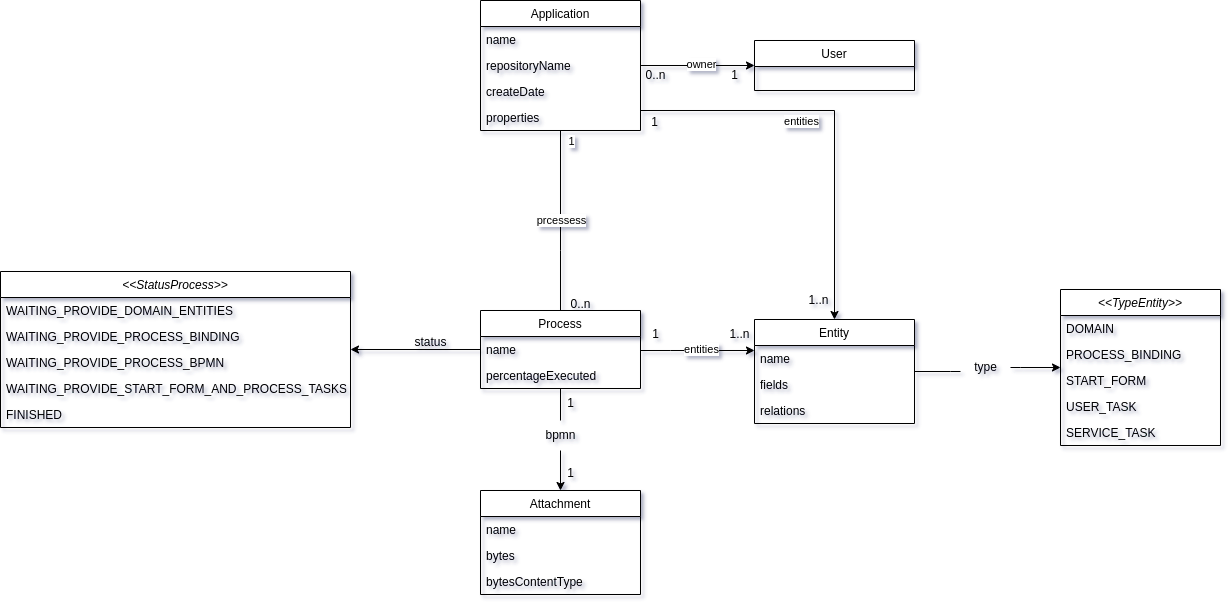 Application
name
repositoryName
createDate
properties
0..n
owner
1
User
1
entities
1
prcessess
0..n
1..n
<<StatusProcess>>
WAITING_PROVIDE_DOMAIN_ENTITIES
WAITING_PROVIDE_PROCESS_BINDING
WAITING_PROVIDE_PROCESS_BPMN
WAITING_PROVIDE_START_FORM_AND_PROCESS_TASKS
FINISHED
status
Process
name
percentageExecuted
1
entities
1..n
Entity
name
fields
relations
type
<<TypeEntity>>
DOMAIN
PROCESS_BINDING
START_FORM
USER_TASK
SERVICE_TASK
1
bpmn
1
Attachment
name
bytes
bytesContentType